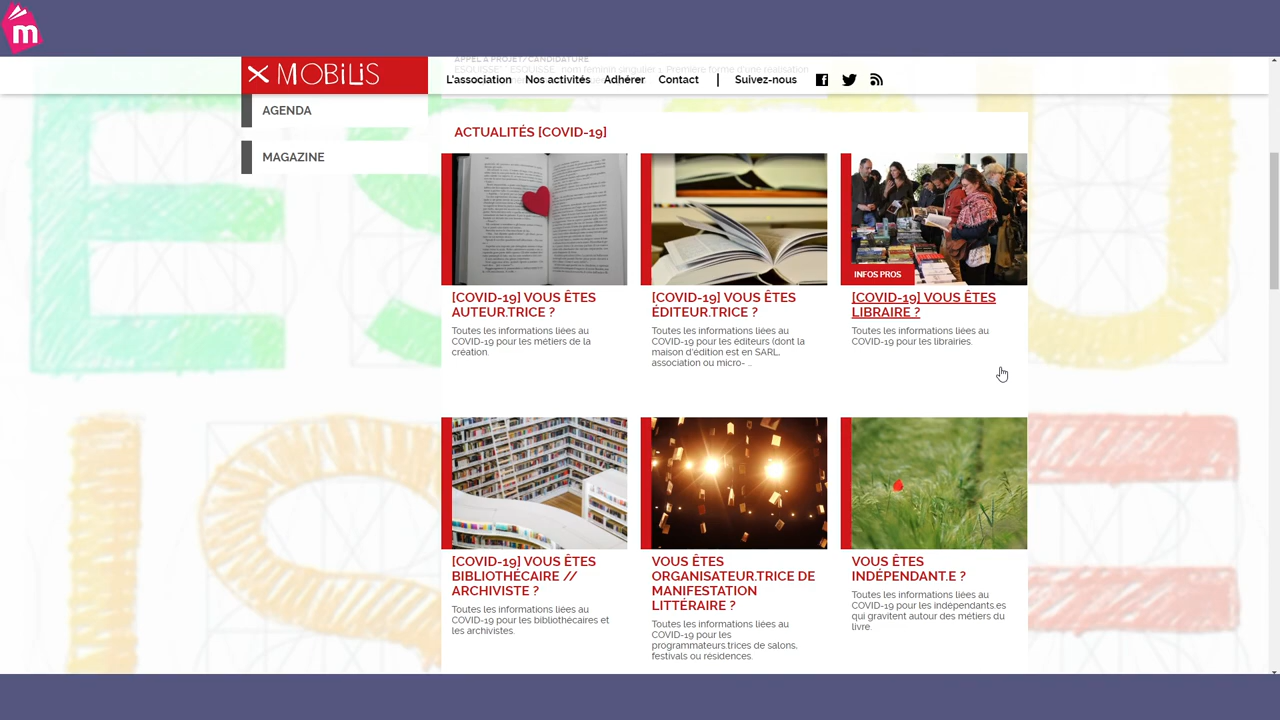 m
APPEL À PROJET/CANDIDATURE
MOBILIS
L'association Nos activités Adhérer Contact | Suivez-nous
AGENDA
MAGAZINE
ACTUALITÉS [COVID-19]
INFOS PROS
[COVID-19] VOUS ÊTES
AUTEUR.TRICE ?
Toutes les informations liées au
COVID-19 pour les métiers de la
création.
[COVID-19] VOUS ÊTES
ÉDITEUR.TRICE ?
Toutes les informations liées au
COVID-19 pour les éditeurs (dont la
maison d'édition est en SARL,
association ou micro- ...
[COVID-19] VOUS ÊTES
LIBRAIRE ?
Toutes les informations liées au
COVID-19 pour les librairies.
[COVID-19] VOUS ÊTES
BIBLIOTHÉCAIRE //
ARCHIVISTE ?
Toutes les informations liées au
COVID-19 pour les bibliothécaires et
les archivistes.
VOUS ÊTES
ORGANISATEUR.TRICE DE
MANIFESTATION
LITTÉRAIRE ?
Toutes les informations liées au
COVID-19 pour les
programmateurs.trices de salons,
festivals ou résidences.
VOUS ÊTES
INDÉPENDANT.E ?
Toutes les informations liées au
COVID-19 pour les indépendants.es
qui gravitent autour des métiers du
livre.